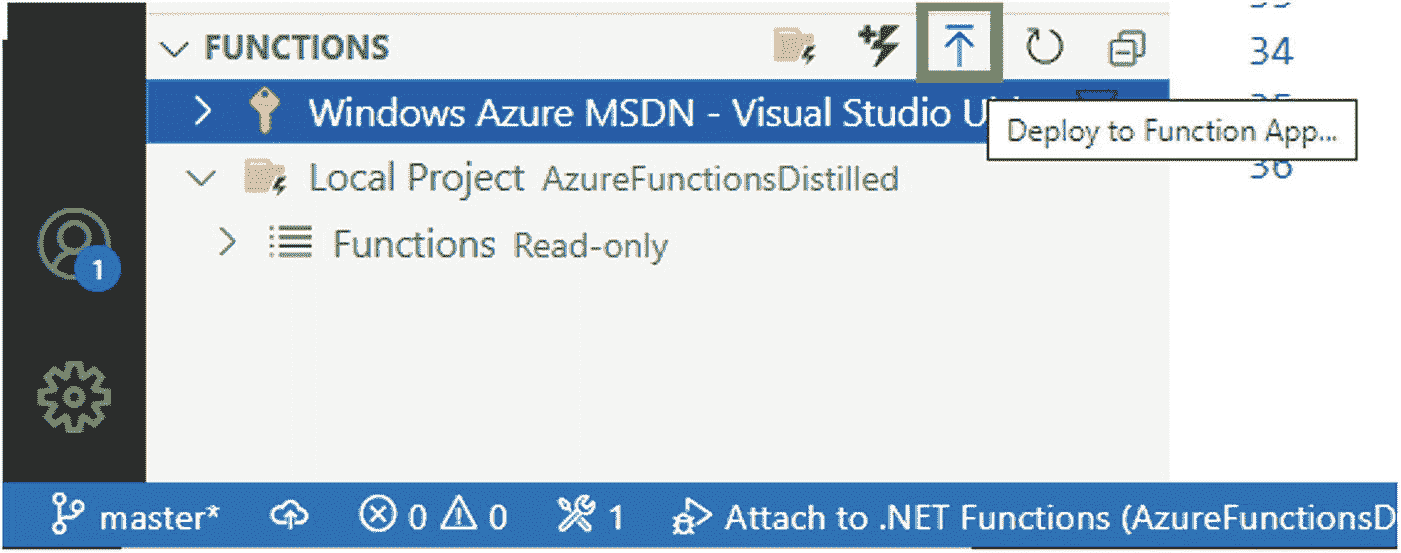 FUNCTIONS
34
Windows Azure MSDN - Visual Studio
Deploy to Function App...
36
Local Project AzureFunctionsDistilled
Functions Read-only
1
master* 0 0 1 Attach to .NET Functions (AzureFunctionsD